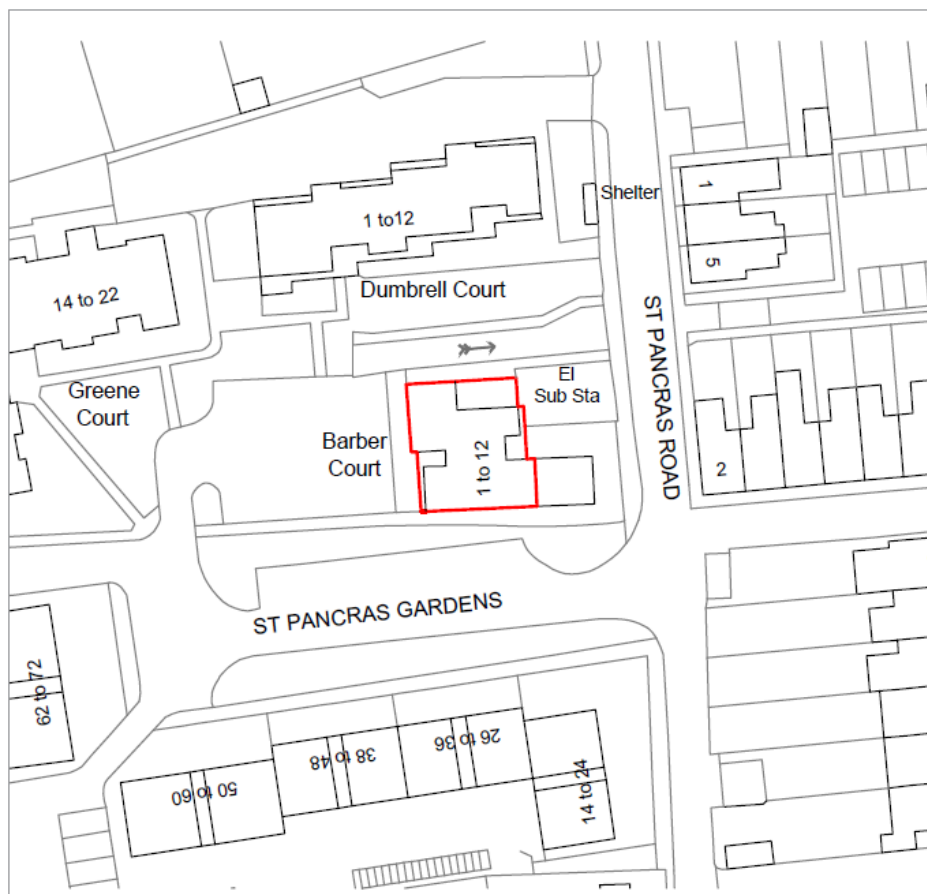 Shelter
1
1 to12
5
14 to 22
Dumbrell Court
ST PANCRAS ROAD
El
Sub Sta
Greene
Court
Barber
Court
1 to 12
2
ST PANCRAS GARDENS
62 to 72
26 to 36
38 to 48
50 to 60
14 to 24